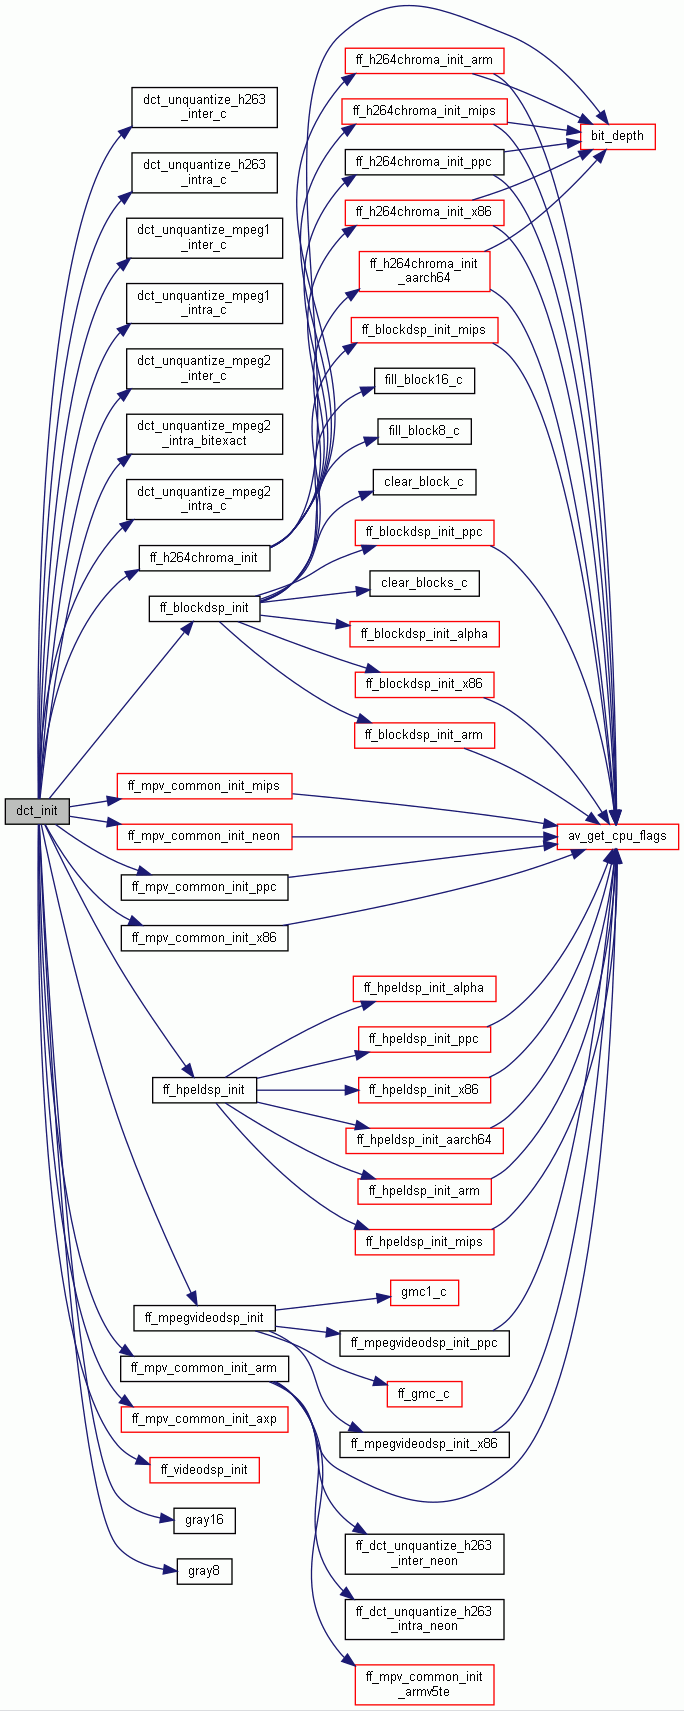 dct_init
dct_unquantize_h263
_inter_c
dct_unquantize_h263
_intra_c
dct_unquantize_mpeg1
_inter_c
dct_unquantize_mpeg1
_intra_c
dct_unquantize_mpeg2
_inter_c
dct_unquantize_mpeg2
_intra_bitexact
dct_unquantize_mpeg2
_intra_c
ff_h264chroma_init
ff_blockdsp_init
ff_mpv_common_init_mips
ff_mpv_common_init_neon
ff_mpv_common_init_ppc
ff_mpv_common_init_x86
ff_hpeldsp_init
ff_mpegvideodsp_init
ff_mpv_common_init_arm
ff_mpv_common_init_axp
ff_videodsp_init
gray16
gray8
ff_h264chroma_init_arm
ff_h264chroma_init_mips
ff_h264chroma_init_ppc
ff_h264chroma_init_x86
ff_h264chroma_init
_aarch64
ff_blockdsp_init_mips
fill_block16_c
fill_block8_c
clear_block_c
ff_blockdsp_init_ppc
clear_blocks_c
ff_blockdsp_init_alpha
ff_blockdsp_init_x86
ff_blockdsp_init_arm
ff_hpeldsp_init_alpha
ff_hpeldsp_init_ppc
ff_hpeldsp_init_x86
ff_hpeldsp_init_aarch64
ff_hpeldsp_init_arm
ff_hpeldsp_init_mips
gmc1_c
ff_mpegvideodsp_init_ppc
ff_gmc_c
ff_mpegvideodsp_init_x86
ff_dct_unquantize_h263
_inter_neon
ff_dct_unquantize_h263
_intra_neon
ff_mpv_common_init
_armv5te
bit_depth
av_get_cpu_flags